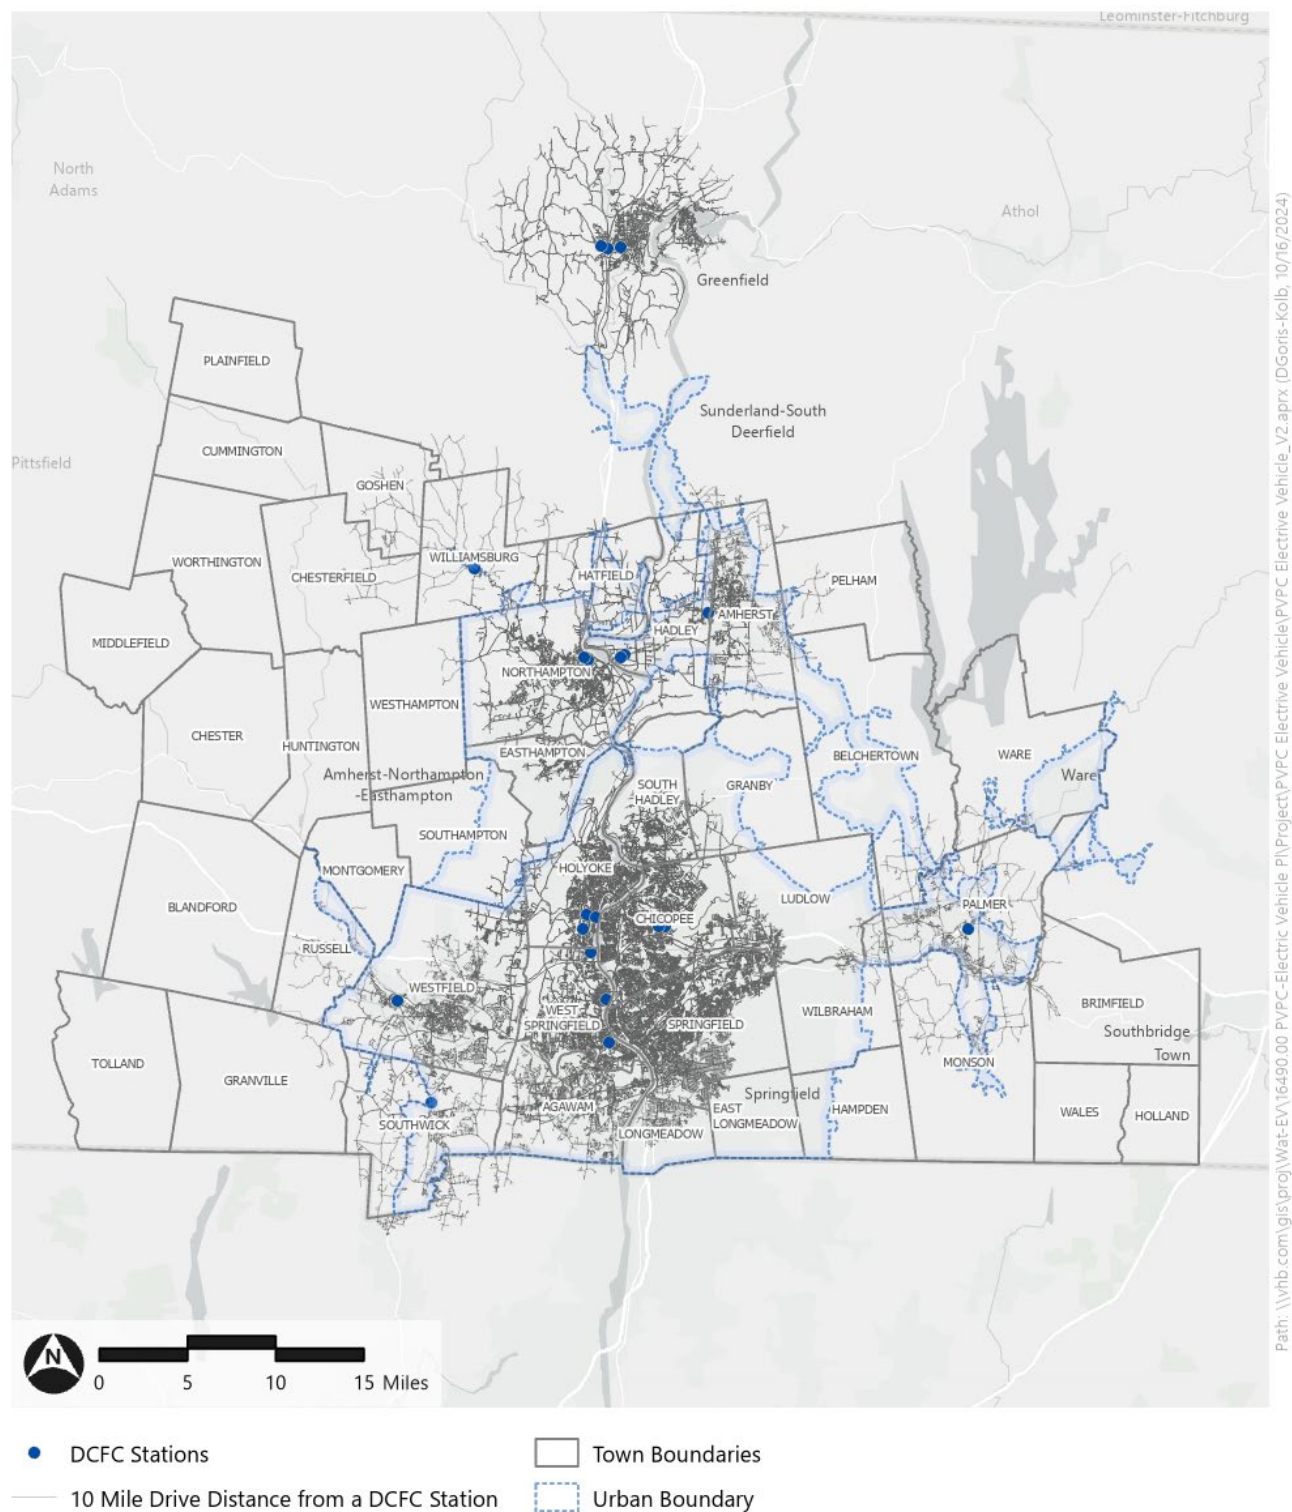 Leominster-Fitchburg
North
Adams
Athol
Greenfield
PLAINFIELD
Sunderland-South
Deerfield
CUMMINGTON
Pittsfield
GOSHEN
WORTHINGTON
WILLIAMSBURG
CHESTERFIELD
HATFIELD
PELHAM
AMHERST
HADLEY
MIDDLEFIELD
NORTHAMPTON
WESTHAMPTON
CHESTER
HUNTINGTON
EASTHAMPTON
BELCHERTOWN
WARE
Amherst-Northampton
-Easthampton
Ware
SOUTH
HADLEY
GRANBY
SOUTHAMPTON
HOLYOKE
MONTGOMERY
LUDLOW
BLANDFORD
CHICOPEE
PALMER
RUSSELL
WESTFIELD
WEST
SPRINGFIELD
SPRINGFIELD
WILBRAHAM
BRIMFIELD
Southbridge
Town
TOLLAND
GRANVILLE
MONSON
Springfield
AGAWAM
EAST
LONGMEADOW
HAMPDEN
WALES
HOLLAND
SOUTHWICK
LONGMEADOW
N
0 5 10 15 Miles
DCFC Stations
Town Boundaries
10 Mile Drive Distance from a DCFC Station
Urban Boundary
Path: \\vhb.com\gis\proj\Wat-EV\16490.00 PVPC-Electric Vehicle Pl\Project\PVPC Electrive Vehicle\PVPC Electrive Vehicle_V2.aprx (DGoris-Kolb, 10/16/2024)